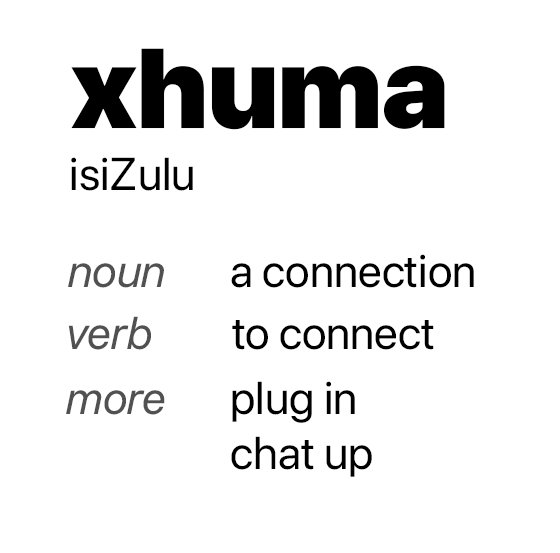 xhuma
isiZulu
noun a connection
verb to connect
more plug in
chat up